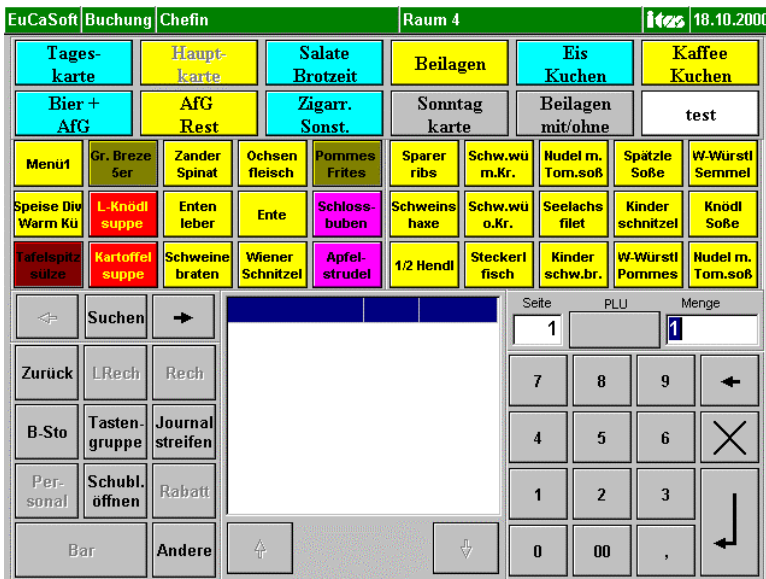 EuCaSoft Buchung Chefin Raum 4 itos 18.10.2000
Tages- Haupt- Salate Beilagen Eis Kaffee
karte karte Brotzeit Kuchen Kuchen
Bier + AfG Zigarr. Sonntag Beilagen test
AfG Rest Sonst. karte mit/ohne
Menü1 Gr. Breze Zander Ochsen Pommes Sparer Schw.wü Nudel m. Spätzle W-Würstl
5er Spinat fleisch Frites ribs m.Kr. Tom.soß Soße Semmel
Speise Div L-Knödl Enten Ente Schloss- Schweins Schw.wü Seelachs Kinder Knödl
Warm Kü suppe leber buben haxe o.Kr. filet schnitzel Soße
Tafelspitz Kartoffel Schweine Wiener Apfel- 1/2 Hendl Steckerl Kinder W-Würstl Nudel m.
sülze suppe braten Schnitzel strudel fisch schw.br. Pommes Tom.soß
Seite PLU Menge
Suchen 1 1
Zurück LRech Rech 7 8 9
B-Sto Tasten- Journal 4 5 6
gruppe streifen
Per- Schubl. Rabatt 1 2 3
sonal öffnen
Bar Andere 0 00 ,